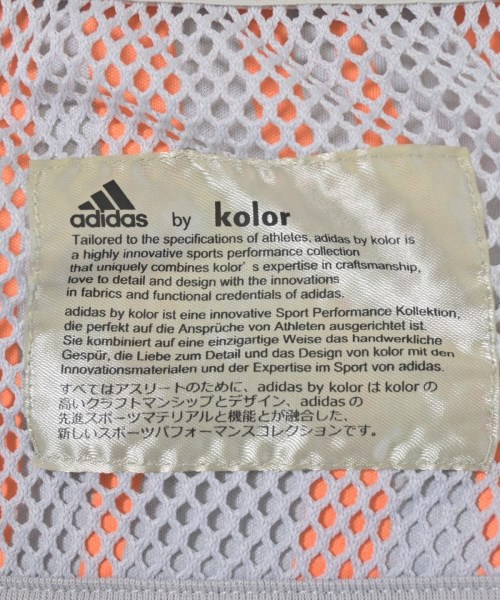 adidas by kolor
Tailored to the specifications of athletes, adidas by kolor is
a highly innovative sports performance collection
that uniquely combines kolor's expertise in craftsmanship,
love to detail and design with the innovations
in fabrics and functional credentials of adidas.
adidas by kolor ist eine innovative Sport Performance Kollektion,
die perfekt auf die Ansprüche von Athleten ausgerichtet ist.
Sie kombiniert auf eine einzigartige Weise das handwerkliche
Gespür, die Liebe zum Detail und das Design von kolor mit den
Innovationsmaterialen und der Expertise im Sport von adidas.
すべてはアスリートのために、adidas by kolor は kolor の
高いクラフトマンシップとデザイン、adidas の
先進スポーツマテリアルと機能とが融合した、
新しいスポーツパフォーマンスコレクションです。